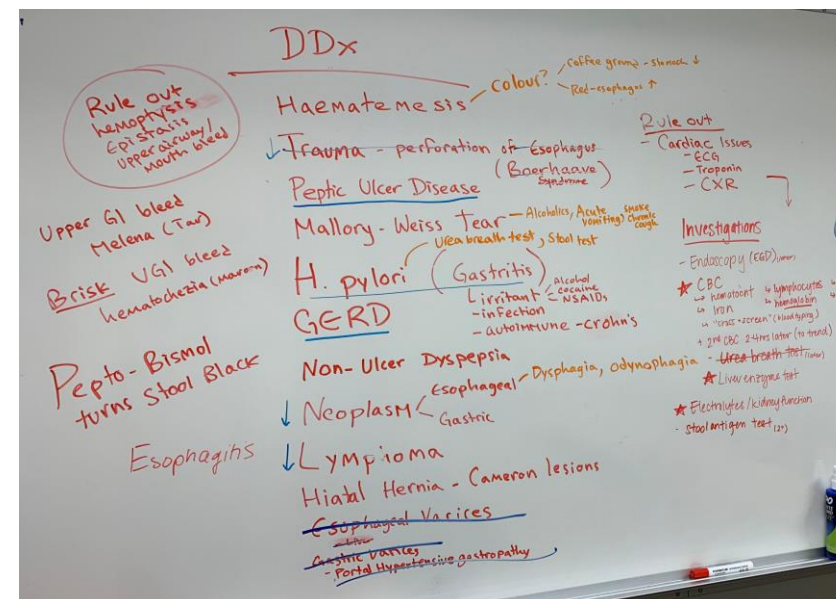 DDx
Rule out
hemoptysis
Epistaxis
upper airway/
mouth bleed
Upper GI bleed
Melena (Tar)
Brisk UGI bleed
hematochezia (maroon)
Pepto-Bismol
turns Stool Black
Esophagitis
Haematemesis - colour?
Coffee ground - stomach ↓
Red-esophagus ↑
↓ Trauma - perforation of Esophagus
(Boerhaave
Syndrome)
Peptic Ulcer Disease
Mallory-Weiss Tear - Alcoholics, Acute vomiting, smoke chronic cough
Urea breath test, Stool test
H. pylori (Gastritis)
irritant - Alcohol
cocaine
NSAIDs
- infection
- autoimmune - crohn's
GERD
Non-Ulcer Dyspepsia
↓ Neoplasm
Esophageal - Dysphagia, odynophagia
Gastric
↓ Lympioma
Hiatal Hernia - Cameron lesions
Esophageal Varices
Gastric Varices
- Portal Hypertensive gastropathy
Rule out
- Cardiac Issues
- ECG
- Troponin
- CXR
Investigations
- Endoscopy (EGD)
★ CBC
↳ lymphocytes
↳ hemoglobin
↳ Iron
↳ "cross-screen" (bloodtyping)
+ 2nd CBC 2-4hrs later (to trend)
- Urea breath test (later)
★ Liver enzyme test
★ Electrolytes/kidney function
- Stool antigen test (2°)